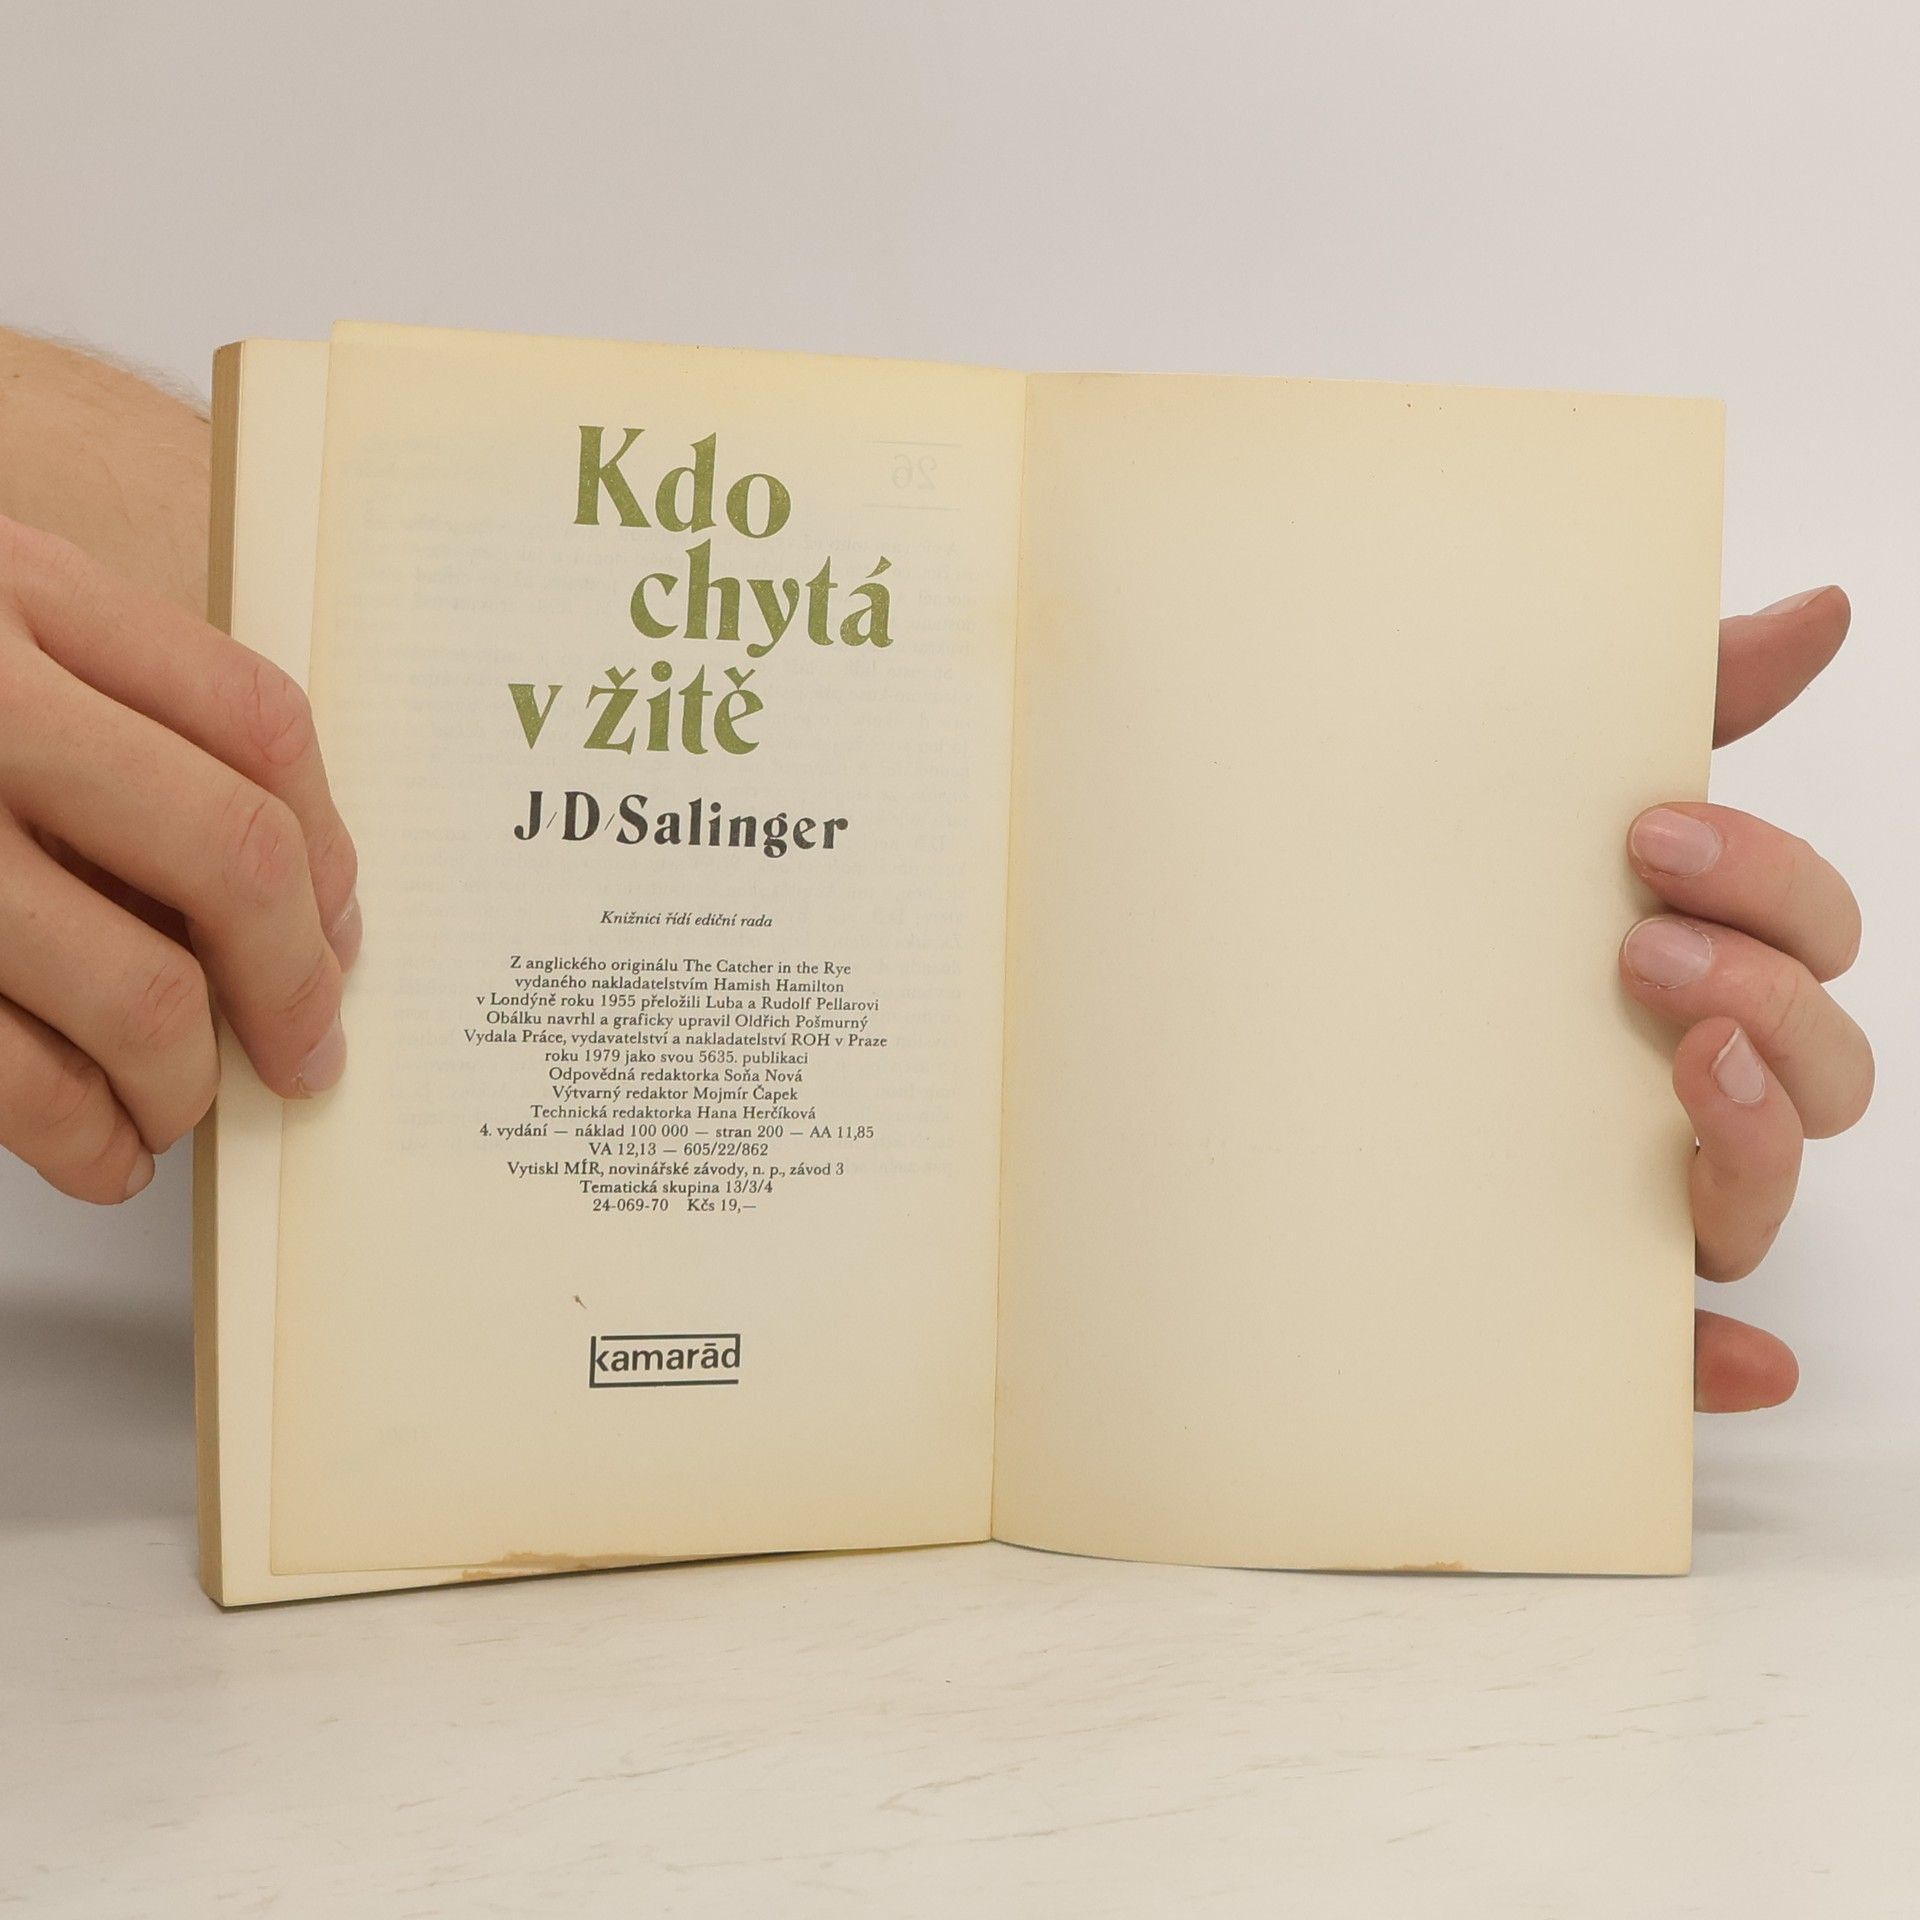 Kdo
chytá
v žitě
J/D/Salinger
Knižnici řídí ediční rada
Z anglického originálu The Catcher in the Rye
vydaného nakladatelstvím Hamish Hamilton
v Londýně roku 1955 přeložili Luba a Rudolf Pellarovi
Obálku navrhl a graficky upravil Oldřich Pošmurný
Vydala Práce, vydavatelství a nakladatelství ROH v Praze
roku 1979 jako svou 5635. publikaci
Odpovědná redaktorka Soňa Nová
Výtvarný redaktor Mojmír Čapek
Technická redaktorka Hana Herčíková
4. vydání — náklad 100 000 — stran 200 — AA 11,85
VA 12,13 — 605/22/862
Vytiskl MÍR, novinářské závody, n. p., závod 3
Tematická skupina 13/3/4
24-069-70 Kčs 19,—
kamarād